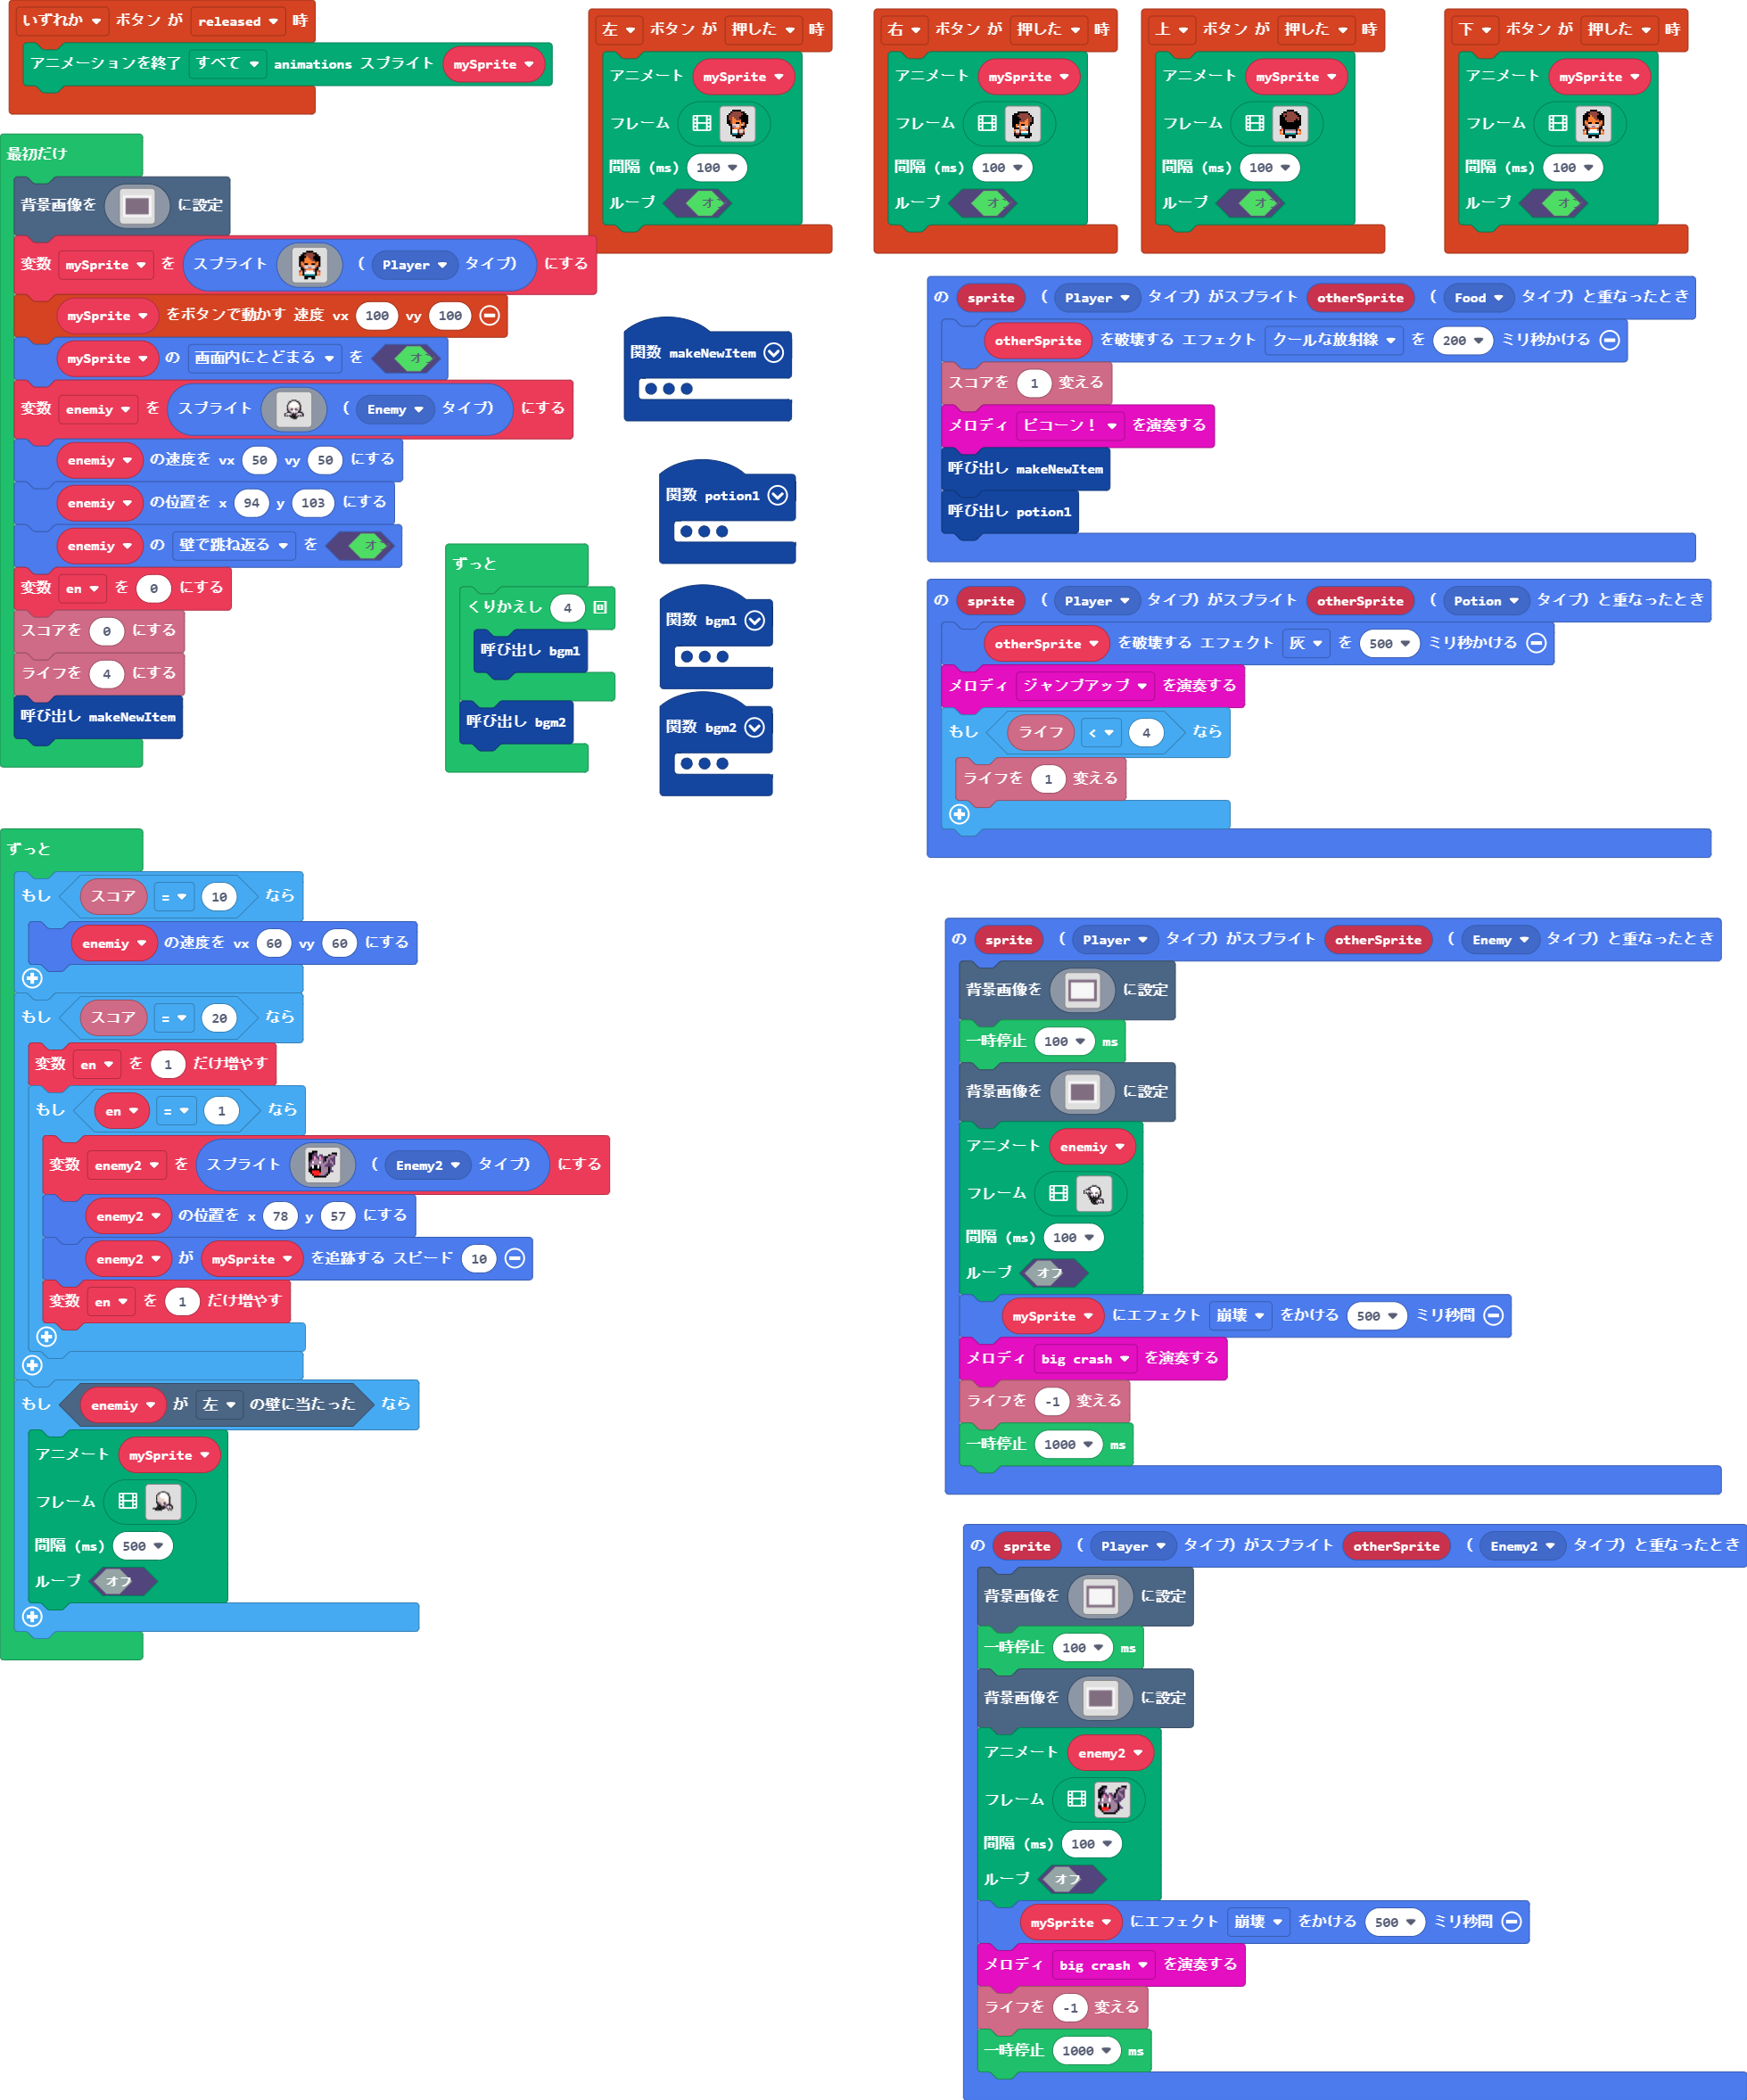 いずれか ボタン が released 時
アニメーションを終了 すべて animations スプライト mySprite
左 ボタン が 押した 時
アニメート mySprite
フレーム
間隔 (ms) 100
ループ オン
右 ボタン が 押した 時
アニメート mySprite
フレーム
間隔 (ms) 100
ループ オン
上 ボタン が 押した 時
アニメート mySprite
フレーム
間隔 (ms) 100
ループ オン
下 ボタン が 押した 時
アニメート mySprite
フレーム
間隔 (ms) 100
ループ オン
最初だけ
背景画像を に設定
変数 mySprite を スプライト ( Player タイプ) にする
mySprite をボタンで動かす 速度 vx 100 vy 100
mySprite の 画面内にとどまる を オン
変数 enemiy を スプライト ( Enemy タイプ) にする
enemiy の速度を vx 50 vy 50 にする
enemiy の位置を x 94 y 103 にする
enemiy の 壁で跳ね返る を オン
変数 en を 0 にする
スコアを 0 にする
ライフを 4 にする
呼び出し makeNewItem
関数 makeNewItem
関数 potion1
関数 bgm1
関数 bgm2
ずっと
くりかえし 4 回
呼び出し bgm1
呼び出し bgm2
の sprite ( Player タイプ) がスプライト otherSprite ( Food タイプ) と重なったとき
otherSprite を破壊する エフェクト クールな放射線 を 200 ミリ秒かける
スコアを 1 変える
メロディ ピコーン! を演奏する
呼び出し makeNewItem
呼び出し potion1
の sprite ( Player タイプ) がスプライト otherSprite ( Potion タイプ) と重なったとき
otherSprite を破壊する エフェクト 灰 を 500 ミリ秒かける
メロディ ジャンプアップ を演奏する
もし ライフ < 4 なら
ライフを 1 変える
ずっと
もし スコア = 10 なら
enemiy の速度を vx 60 vy 60 にする
もし スコア = 20 なら
変数 en を 1 だけ増やす
もし en = 1 なら
変数 enemy2 を スプライト ( Enemy2 タイプ) にする
enemy2 の位置を x 78 y 57 にする
enemy2 が mySprite を追跡する スピード 10
変数 en を 1 だけ増やす
もし enemiy が 左 の壁に当たった なら
アニメート mySprite
フレーム
間隔 (ms) 500
ループ オフ
の sprite ( Player タイプ) がスプライト otherSprite ( Enemy タイプ) と重なったとき
背景画像を に設定
一時停止 100 ms
背景画像を に設定
アニメート enemiy
フレーム
間隔 (ms) 100
ループ オフ
mySprite にエフェクト 崩壊 をかける 500 ミリ秒間
メロディ big crash を演奏する
ライフを -1 変える
一時停止 1000 ms
の sprite ( Player タイプ) がスプライト otherSprite ( Enemy2 タイプ) と重なったとき
背景画像を に設定
一時停止 100 ms
背景画像を に設定
アニメート enemy2
フレーム
間隔 (ms) 100
ループ オフ
mySprite にエフェクト 崩壊 をかける 500 ミリ秒間
メロディ big crash を演奏する
ライフを -1 変える
一時停止 1000 ms